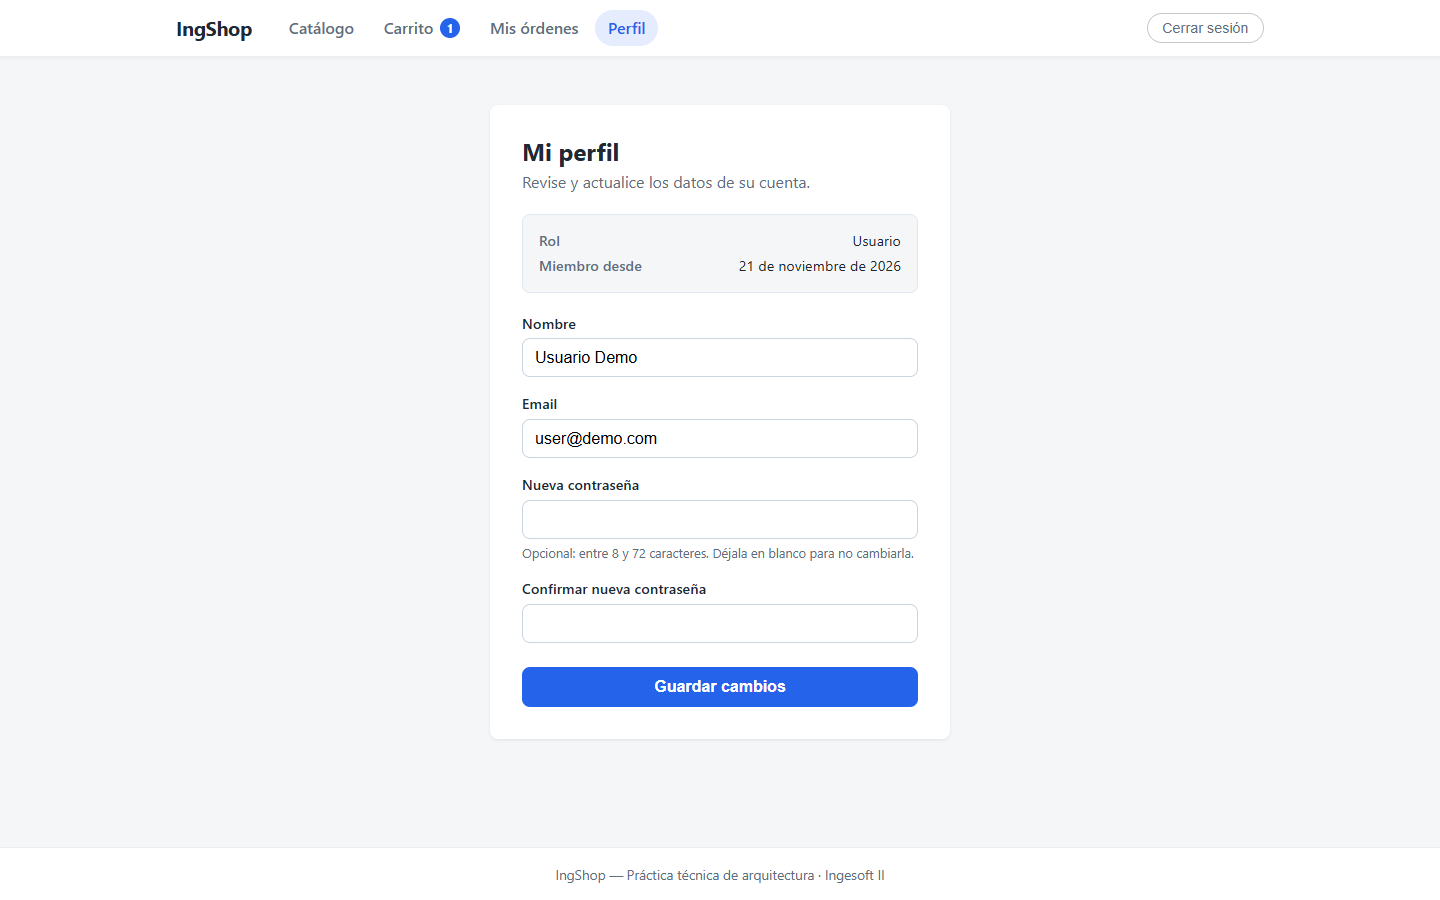 IngShop Catálogo Carrito 1 Mis órdenes Perfil Cerrar sesión
Mi perfil
Revise y actualice los datos de su cuenta.
Rol Usuario
Miembro desde 21 de noviembre de 2026
Nombre
Usuario Demo
Email
user@demo.com
Nueva contraseña
Opcional: entre 8 y 72 caracteres. Déjala en blanco para no cambiarla.
Confirmar nueva contraseña
Guardar cambios
IngShop — Práctica técnica de arquitectura · Ingesoft II